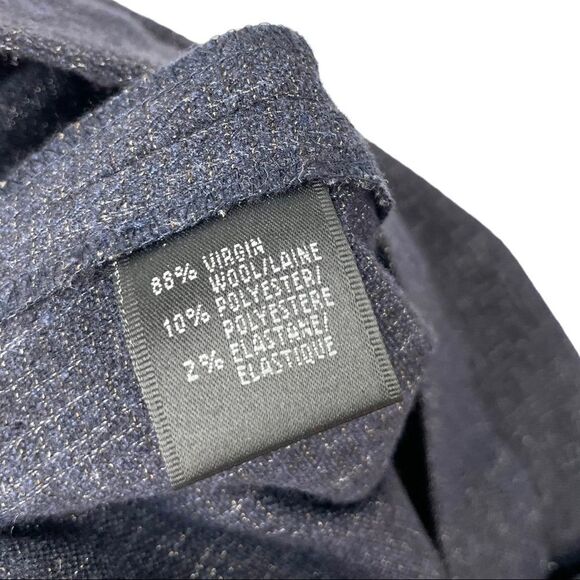 88% VIRGIN
WOOL/LAINE
10% POLYESTER/
POLYESTERE
2% ELASTANE/
ELASTIQUE